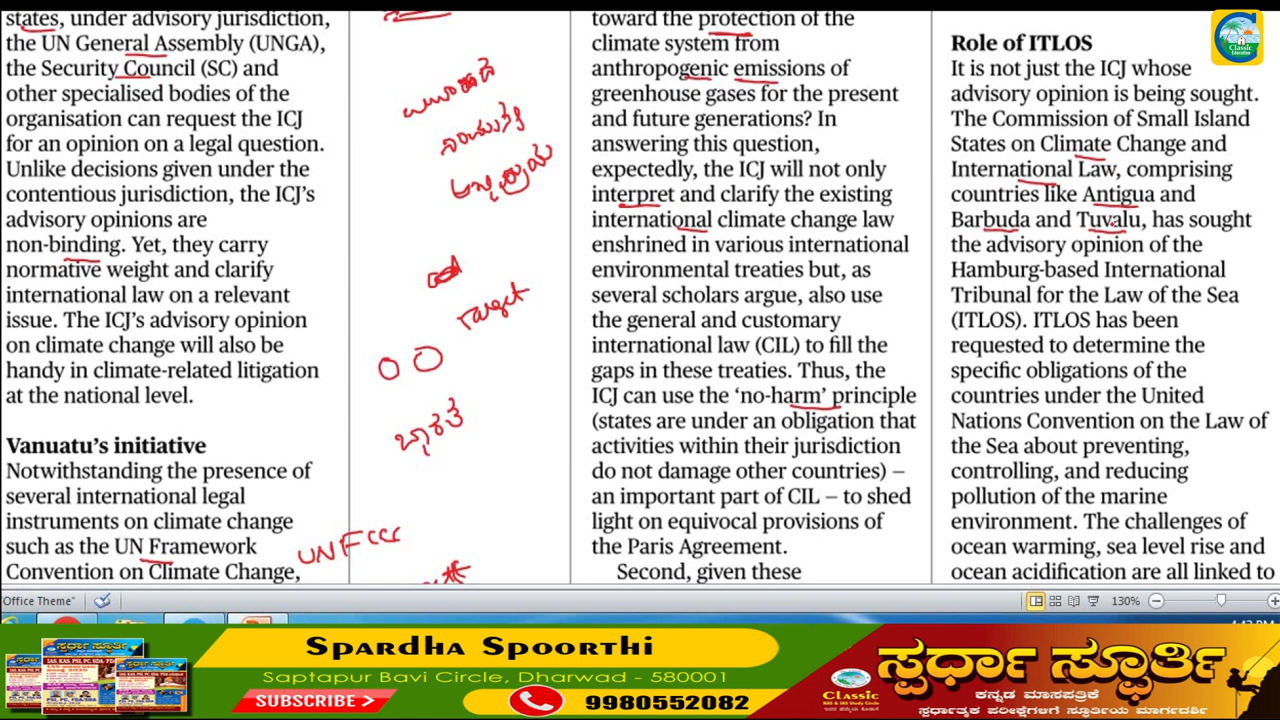 states, under advisory jurisdiction,
the UN General Assembly (UNGA),
the Security Council (SC) and
other specialised bodies of the
organisation can request the ICJ
for an opinion on a legal question.
Unlike decisions given under the
contentious jurisdiction, the ICJ’s
advisory opinions are
non-binding. Yet, they carry
normative weight and clarify
international law on a relevant
issue. The ICJ’s advisory opinion
on climate change will also be
handy in climate-related litigation
at the national level.
Vanuatu’s initiative
Notwithstanding the presence of
several international legal
instruments on climate change
such as the UN Framework
Convention on Climate Change,
Target
ಭಾರತ
UNFCCC
toward the protection of the
climate system from
anthropogenic emissions of
greenhouse gases for the present
and future generations? In
answering this question,
expectedly, the ICJ will not only
interpret and clarify the existing
international climate change law
enshrined in various international
environmental treaties but, as
several scholars argue, also use
the general and customary
international law (CIL) to fill the
gaps in these treaties. Thus, the
ICJ can use the ‘no-harm’ principle
(states are under an obligation that
activities within their jurisdiction
do not damage other countries) —
an important part of CIL — to shed
light on equivocal provisions of
the Paris Agreement.
Second, given these
Role of ITLOS
It is not just the ICJ whose
advisory opinion is being sought.
The Commission of Small Island
States on Climate Change and
International Law, comprising
countries like Antigua and
Barbuda and Tuvalu, has sought
the advisory opinion of the
Hamburg-based International
Tribunal for the Law of the Sea
(ITLOS). ITLOS has been
requested to determine the
specific obligations of the
countries under the United
Nations Convention on the Law of
the Sea about preventing,
controlling, and reducing
pollution of the marine
environment. The challenges of
ocean warming, sea level rise and
ocean acidification are all linked to
Classic
Education
Office Theme"
130%
Spardha Spoorthi
Saptapur Bavi Circle, Dharwad - 580001
SUBSCRIBE
9980552082
ಸ್ಪರ್ಧಾ ಸ್ಫೂರ್ತಿ
Classic
IAS & KAS Study Circle
ಕನ್ನಡ ಮಾಸಪತ್ರಿಕೆ
ಸ್ಪರ್ಧಾತ್ಮಕ ಪರೀಕ್ಷೆಗಳಿಗೆ ಸ್ಫೂರ್ತಿಯ ಮಾರ್ಗದರ್ಶಿ